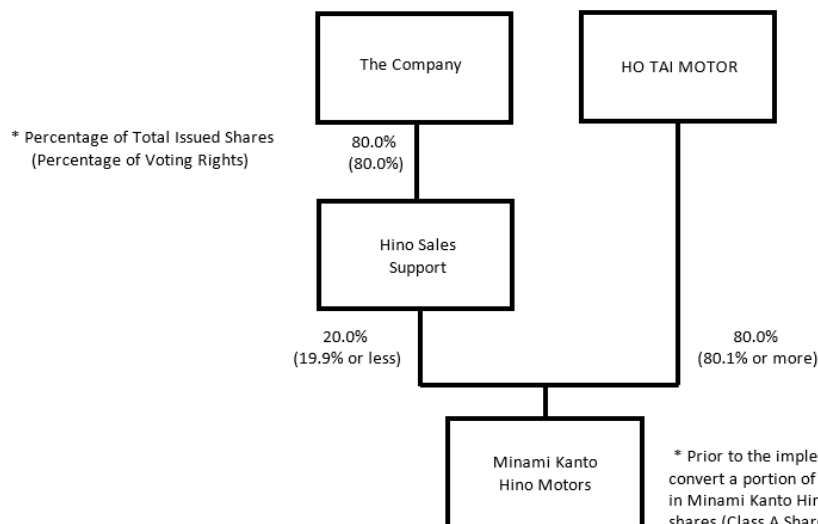 The Company
HO TAI MOTOR
* Percentage of Total Issued Shares
(Percentage of Voting Rights)
80.0%
(80.0%)
Hino Sales
Support
20.0%
(19.9% or less)
80.0%
(80.1% or more)
Minami Kanto
Hino Motors
* Prior to the imple
convert a portion of
in Minami Kanto Hin
shares (Class A Shar